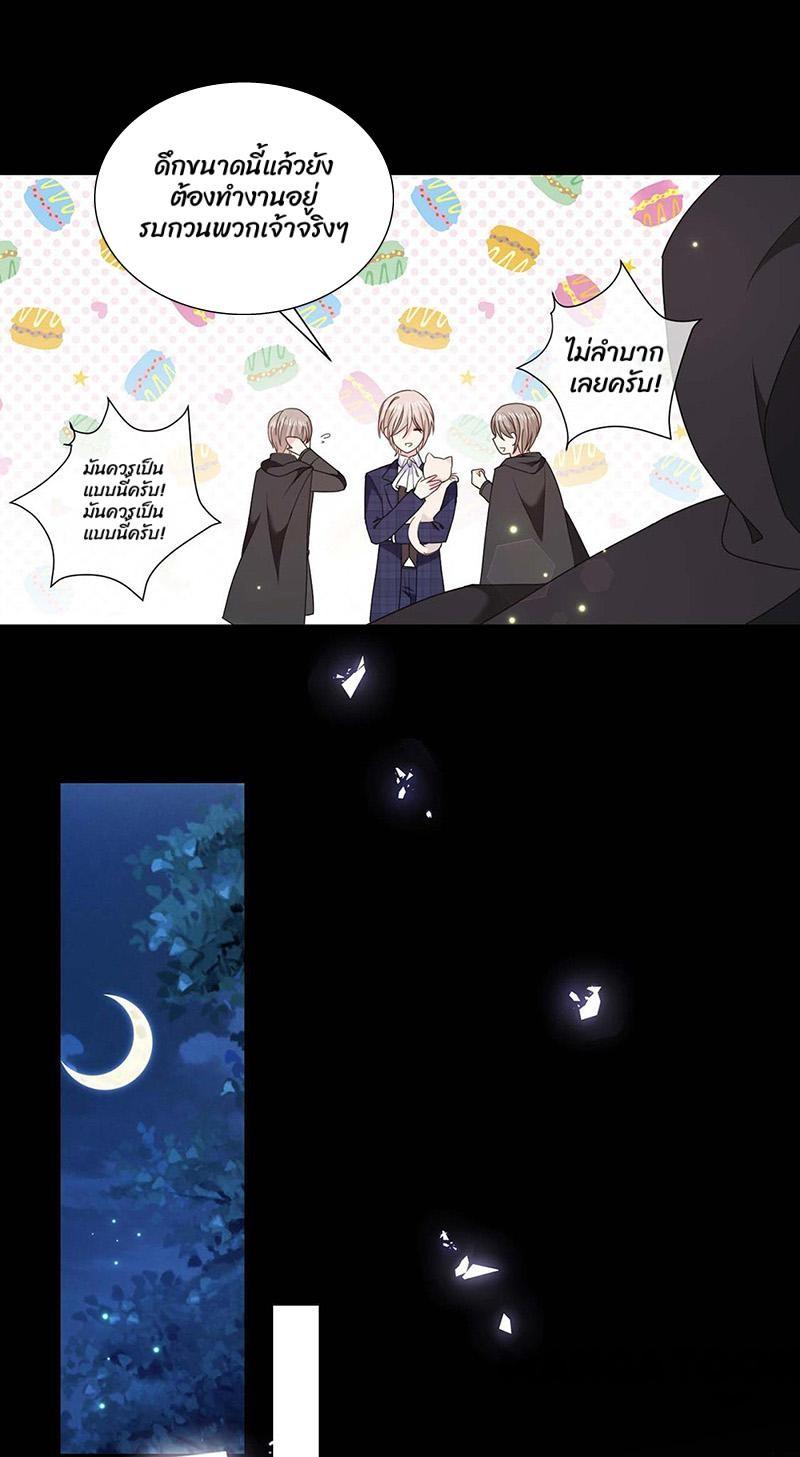 ดึกขนาดนี้แล้วยัง
ต้องทำงานอยู่
รบกวนพวกเจ้าจริงๆ
ไม่ลำบาก
เลยครับ!
มันควรเป็น
แบบนี้ครับ!
มันควรเป็น
แบบนี้ครับ!